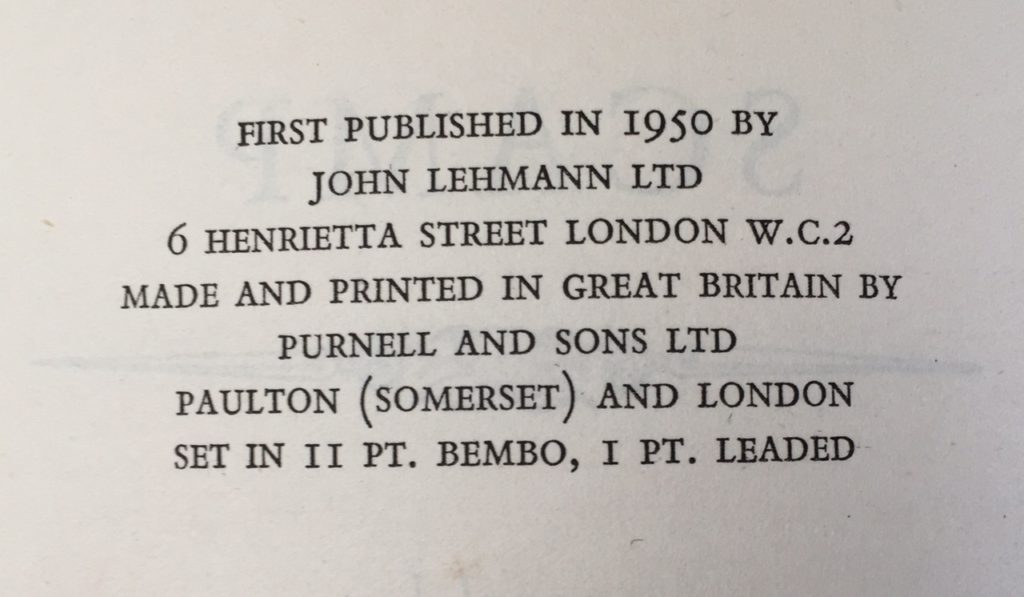 FIRST PUBLISHED IN 1950 BY
JOHN LEHMANN LTD
6 HENRIETTA STREET LONDON W.C.2
MADE AND PRINTED IN GREAT BRITAIN BY
PURNELL AND SONS LTD
PAULTON (SOMERSET) AND LONDON
SET IN 11 PT. BEMBO, 1 PT. LEADED